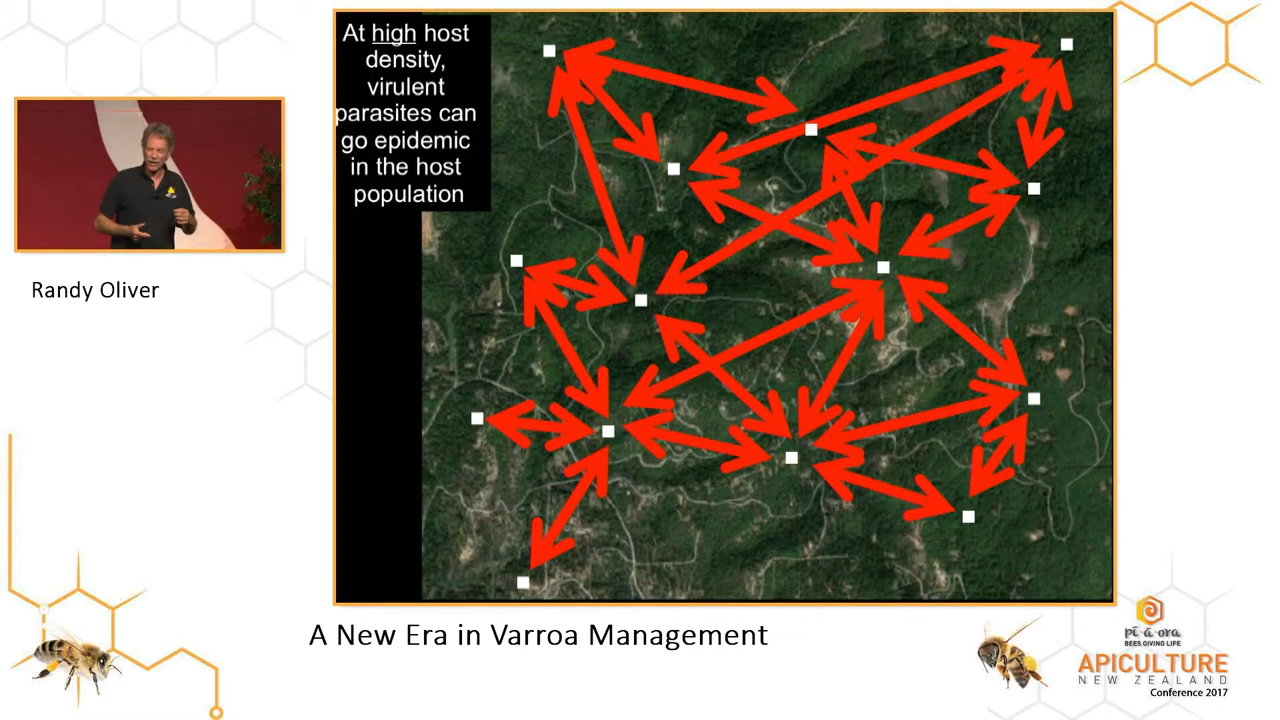 At high host
density,
virulent
parasites can
go epidemic
in the host
population
Randy Oliver
A New Era in Varroa Management
pī-ā-ora
BEES GIVING LIFE
APICULTURE
NEW ZEALAND
Conference 2017